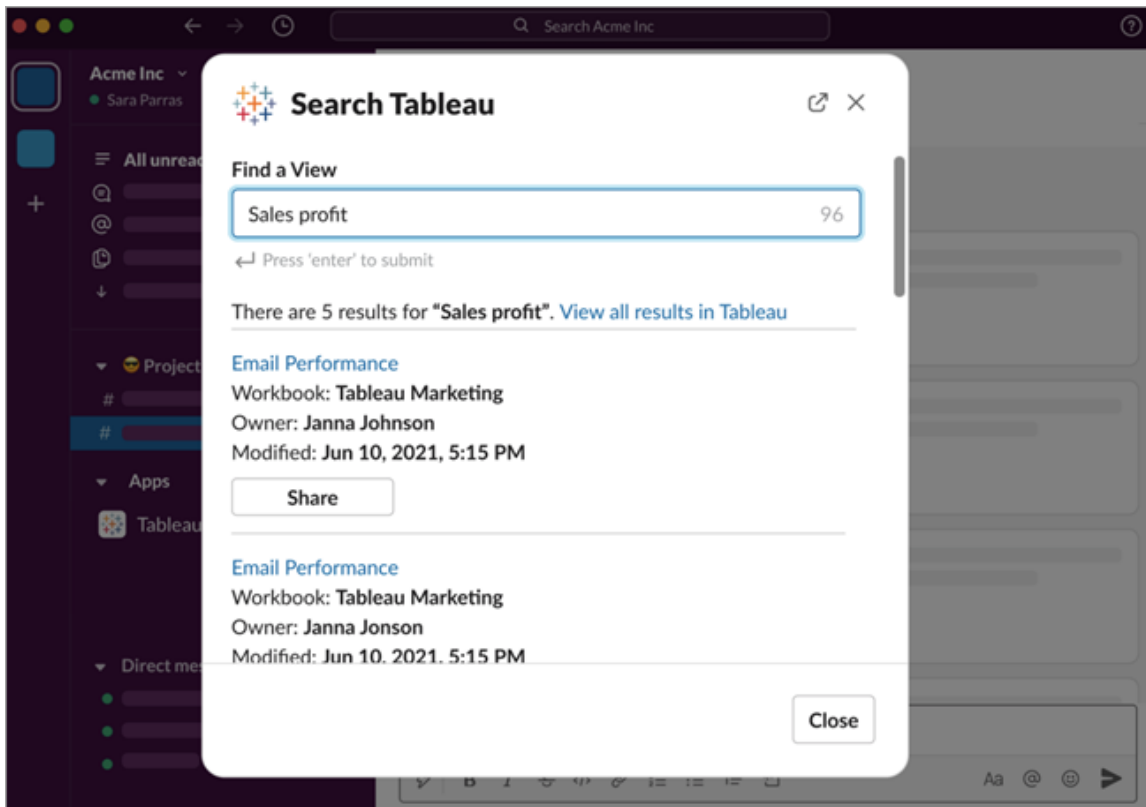 Search Acme Inc
Acme Inc
Sara Parras
All unread
Project
Apps
Tableau
Direct mes
Search Tableau
Find a View
Sales profit 96
Press 'enter' to submit
There are 5 results for “Sales profit”. View all results in Tableau
Email Performance
Workbook: Tableau Marketing
Owner: Janna Johnson
Modified: Jun 10, 2021, 5:15 PM
Share
Email Performance
Workbook: Tableau Marketing
Owner: Janna Jonson
Modified: Jun 10, 2021, 5:15 PM
Close
Aa @